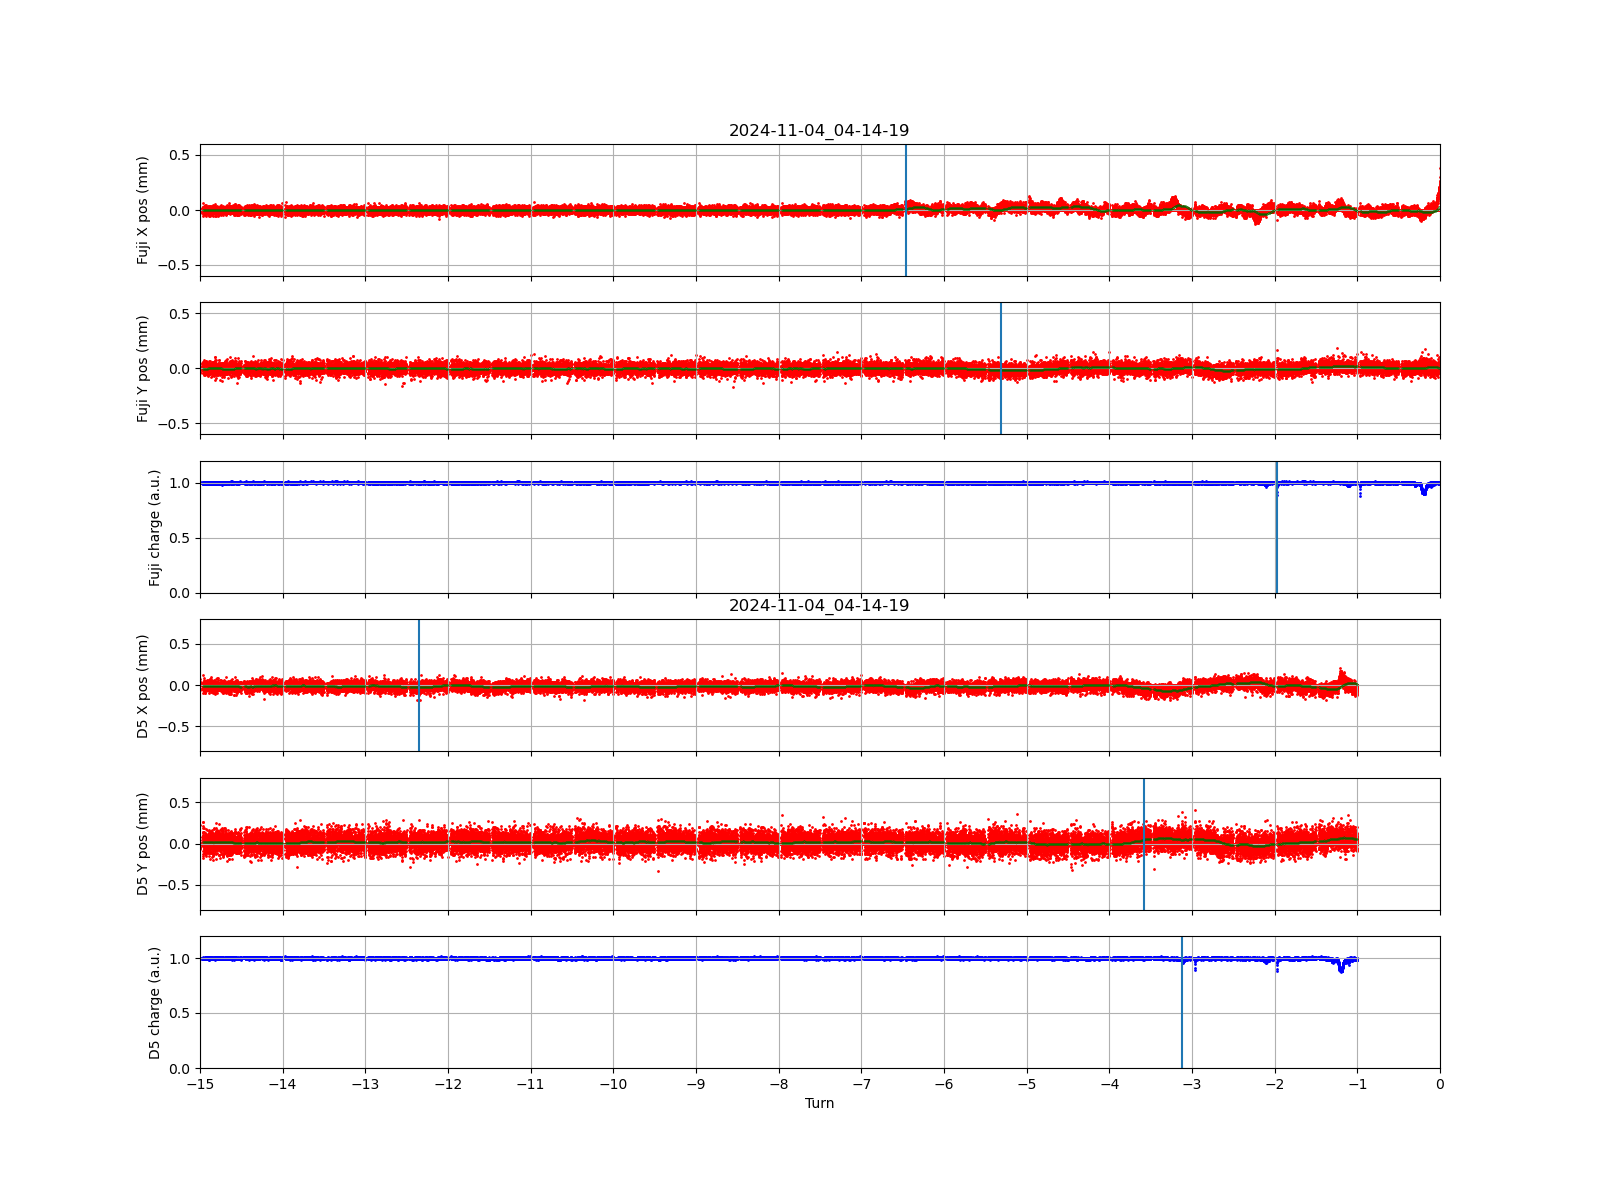 2024-11-04_04-14-19
Fuji X pos (mm)
0.5
0.0
−0.5
Fuji Y pos (mm)
0.5
0.0
−0.5
Fuji charge (a.u.)
1.0
0.5
0.0
2024-11-04_04-14-19
D5 X pos (mm)
0.5
0.0
−0.5
D5 Y pos (mm)
0.5
0.0
−0.5
D5 charge (a.u.)
1.0
0.5
0.0
−15 −14 −13 −12 −11 −10 −9 −8 −7 −6 −5 −4 −3 −2 −1 0
Turn